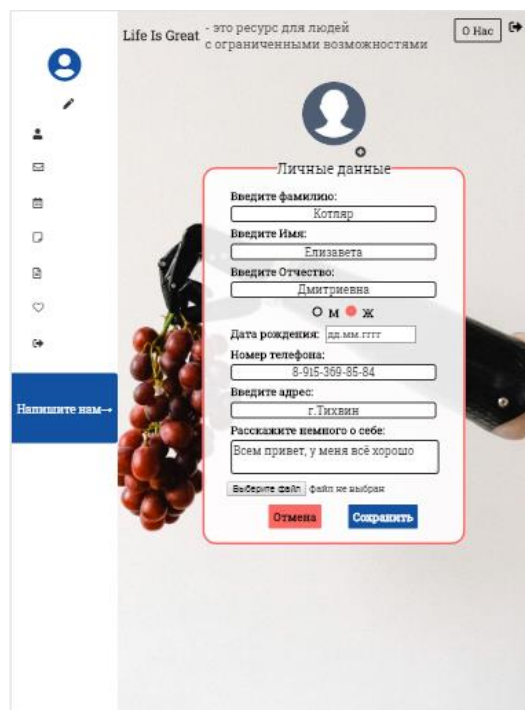 Life Is Great
- это ресурс для людей
с ограниченными возможностями
О Нас
Личные данные
Введите фамилию:
Котляр
Введите Имя:
Елизавета
Введите Отчество:
Дмитриевна
М Ж
Дата рождения: дд.мм.гггг
Номер телефона:
8-915-369-85-84
Введите адрес:
г.Тихвин
Расскажите немного о себе:
Всем привет, у меня всё хорошо
Выберите файл файл не выбран
Отмена Сохранить
Напишите нам→